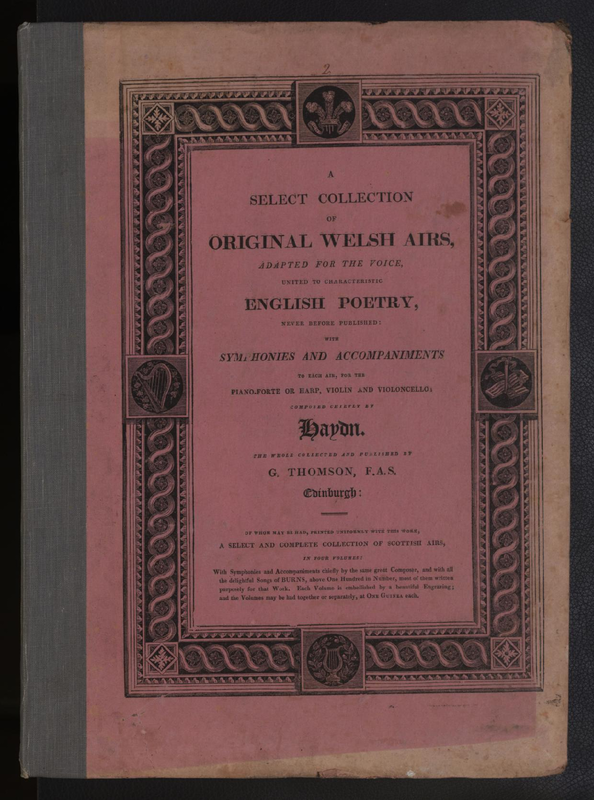 2
A
SELECT COLLECTION
OF
ORIGINAL WELSH AIRS,
ADAPTED FOR THE VOICE,
UNITED TO CHARACTERISTIC
ENGLISH POETRY,
NEVER BEFORE PUBLISHED:
WITH
SYMPHONIES AND ACCOMPANIMENTS
TO EACH AIR, FOR THE
PIANO-FORTE OR HARP, VIOLIN AND VIOLONCELLO:
COMPOSED CHIEFLY BY
Haydn.
THE WHOLE COLLECTED AND PUBLISHED BY
G. THOMSON, F.A.S.
Edinburgh:
OF WHOM MAY BE HAD, PRINTED UNIFORMLY WITH THIS WORK,
A SELECT AND COMPLETE COLLECTION OF SCOTTISH AIRS,
IN FOUR VOLUMES:
With Symphonies and Accompaniments chiefly by the same great Composer, and with all
the delightful Songs of BURNS, above One Hundred in Number, most of them written
purposely for that Work. Each Volume is embellished by a beautiful Engraving;
and the Volumes may be had together or separately, at ONE GUINEA each.